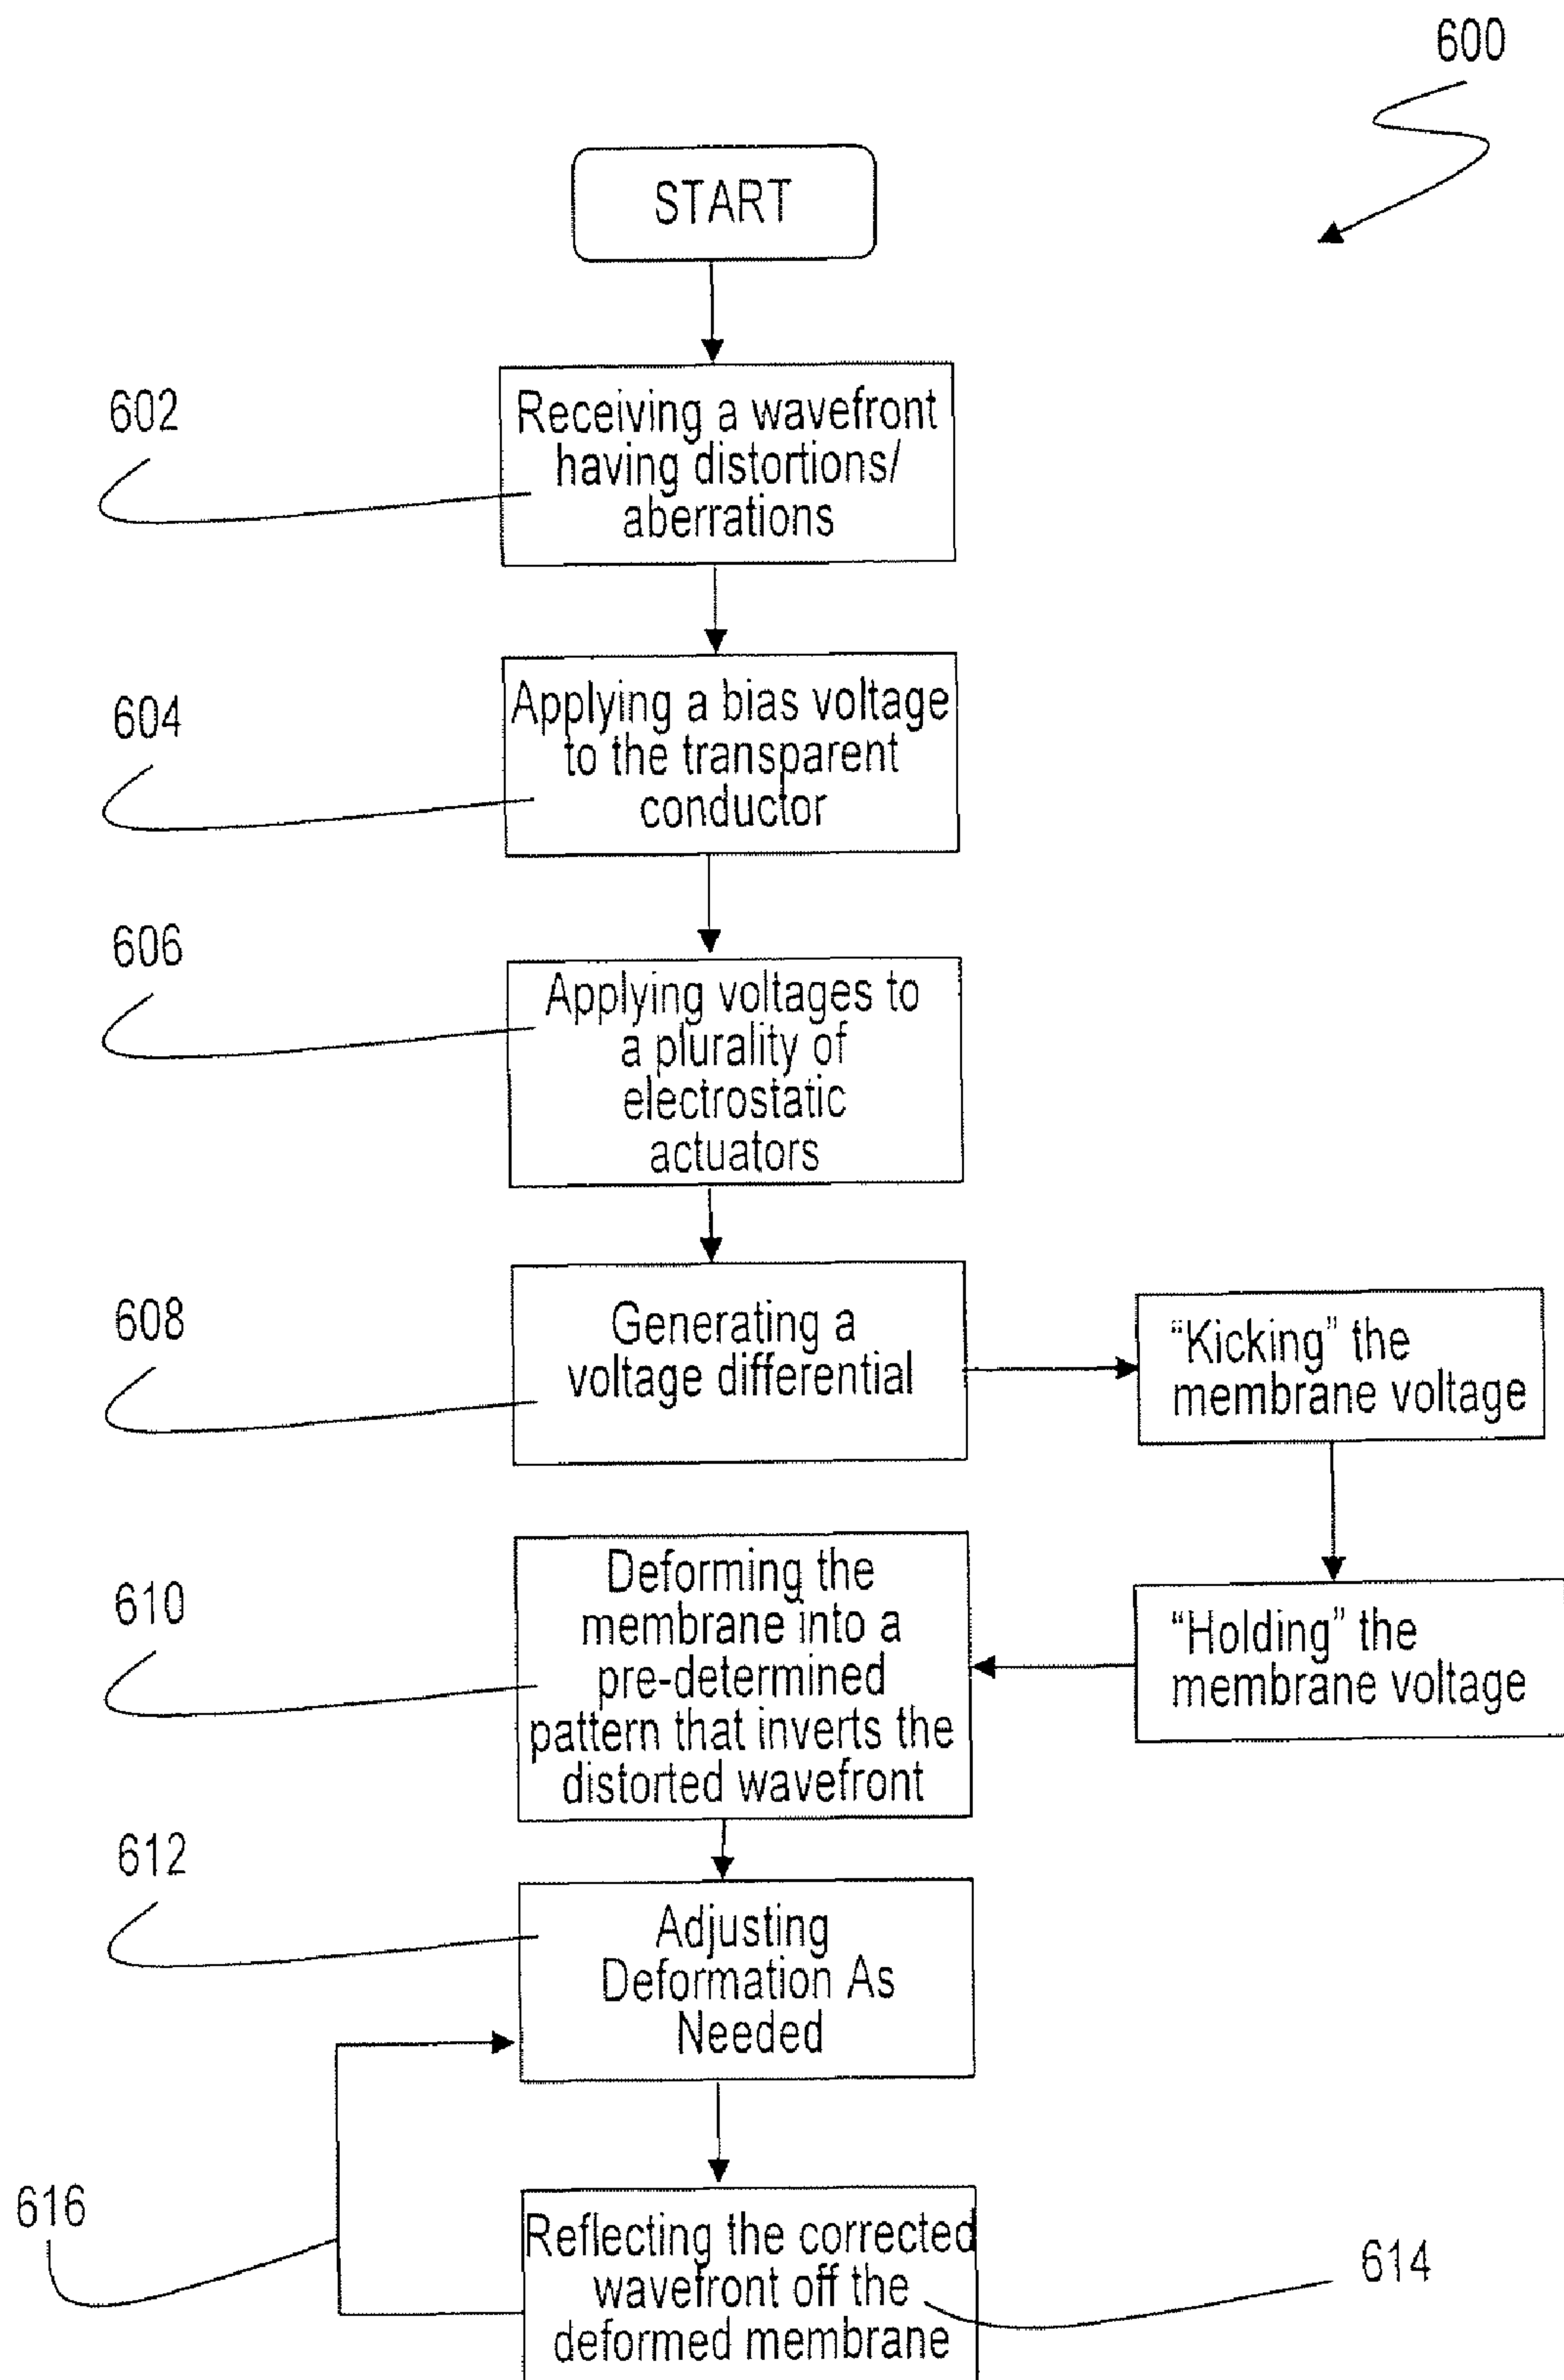 600
START
602
Receiving a wavefront
having distortions/
aberrations
604
Applying a bias voltage
to the transparent
conductor
606
Applying voltages to
a plurality of
electrostatic
actuators
608
Generating a
voltage differential
"Kicking" the
membrane voltage
610
Deforming the
membrane into a
pre-determined
pattern that inverts the
distorted wavefront
"Holding" the
membrane voltage
612
Adjusting
Deformation As
Needed
616
Reflecting the corrected
wavefront off the
deformed membrane
614